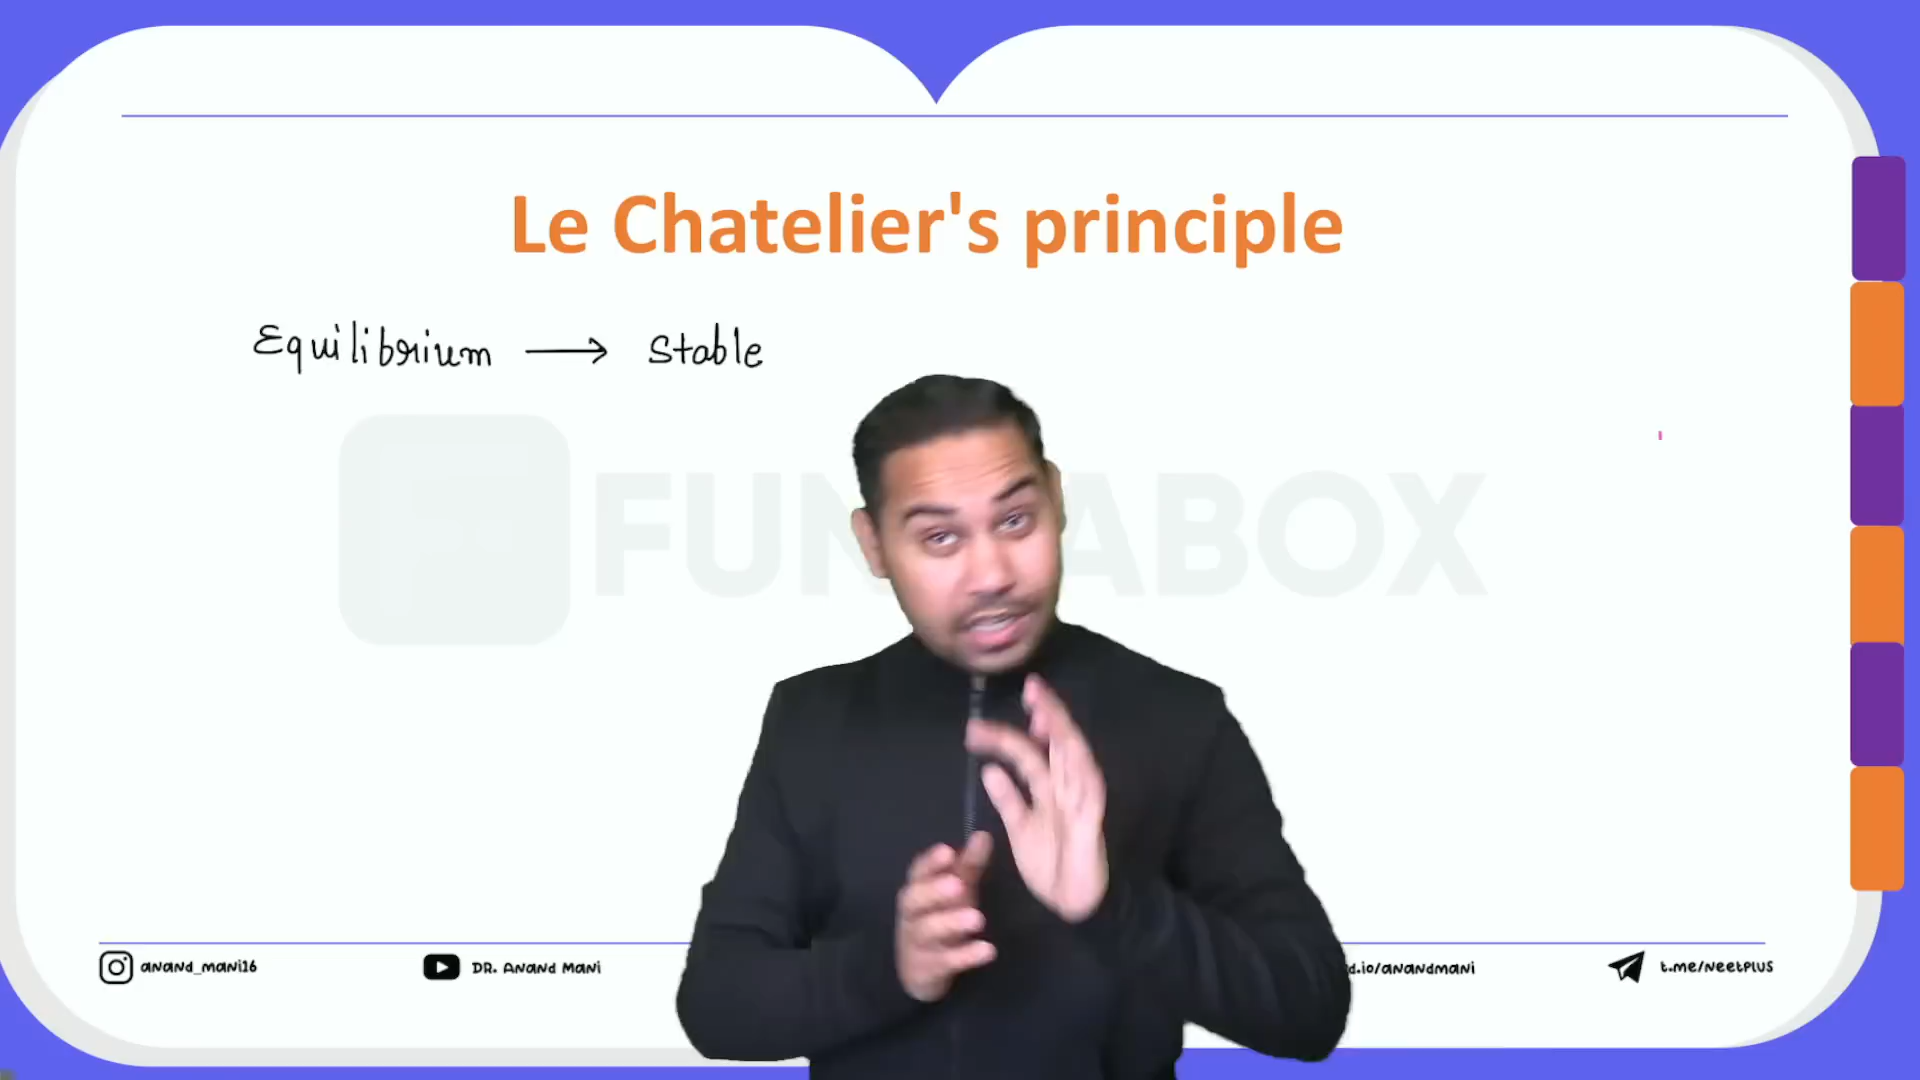 Le Chatelier's principle
Equilibrium → Stable
anand_mani16
DR. Anand Mani
d.io/anandmani
t.me/neetplus